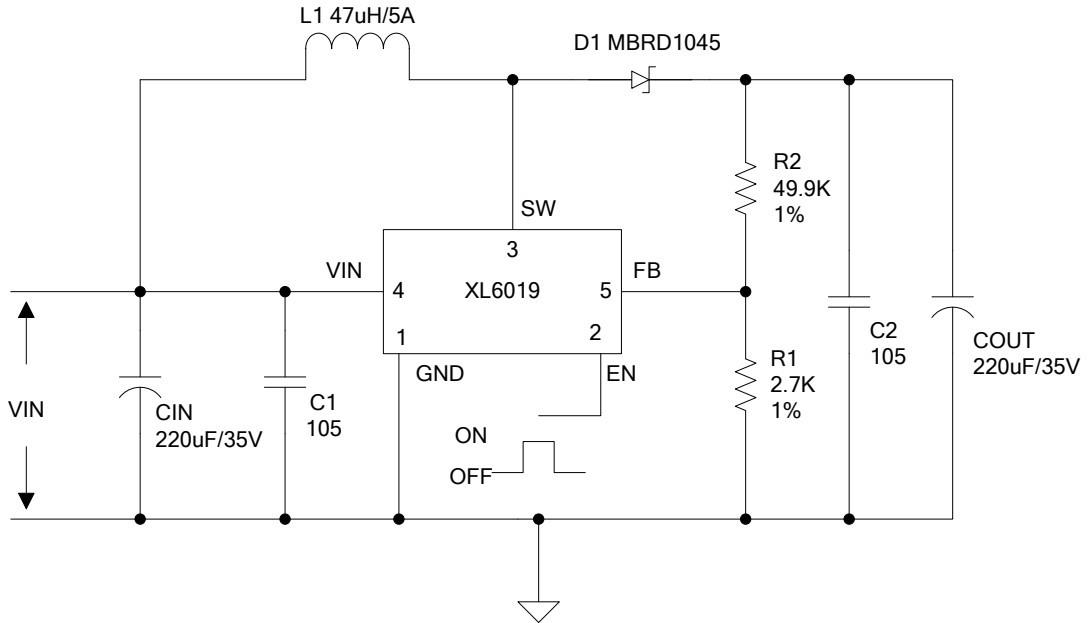 L1 47uH/5A
D1 MBRD1045
R2
49.9K
1%
SW
3
VIN
4
XL6019
5
FB
1
2
GND
EN
C2
105
COUT
220uF/35V
R1
2.7K
1%
VIN
CIN
220uF/35V
C1
105
ON
OFF